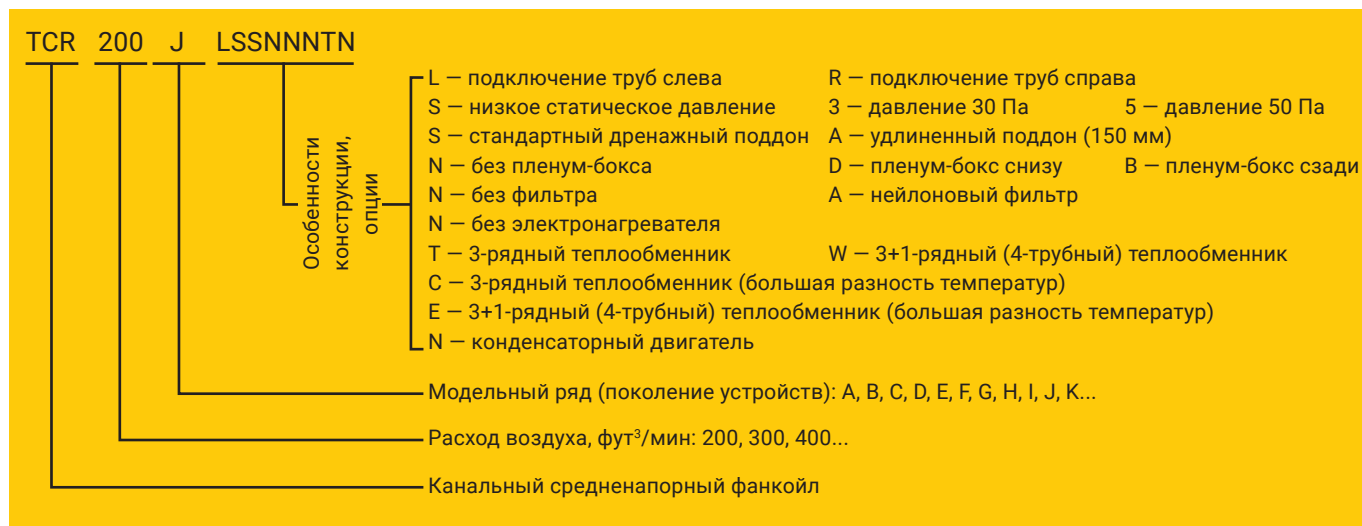 TCR 200 J LSSNNNTN
L — подключение труб слева R — подключение труб справа
S — низкое статическое давление 3 — давление 30 Па 5 — давление 50 Па
S — стандартный дренажный поддон A — удлиненный поддон (150 мм)
N — без пленум-бокса D — пленум-бокс снизу B — пленум-бокс сзади
N — без фильтра A — нейлоновый фильтр
N — без электронагревателя
T — 3-рядный теплообменник W — 3+1-рядный (4-трубный) теплообменник
C — 3-рядный теплообменник (большая разность температур)
E — 3+1-рядный (4-трубный) теплообменник (большая разность температур)
N — конденсаторный двигатель
Особенности
конструкции,
опции
Модельный ряд (поколение устройств): A, B, C, D, E, F, G, H, I, J, K...
Расход воздуха, фут³/мин: 200, 300, 400...
Канальный средненапорный фанкойл